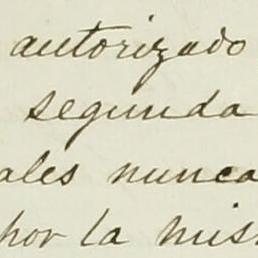 autorizado
segunda
ales nunca
por la mis